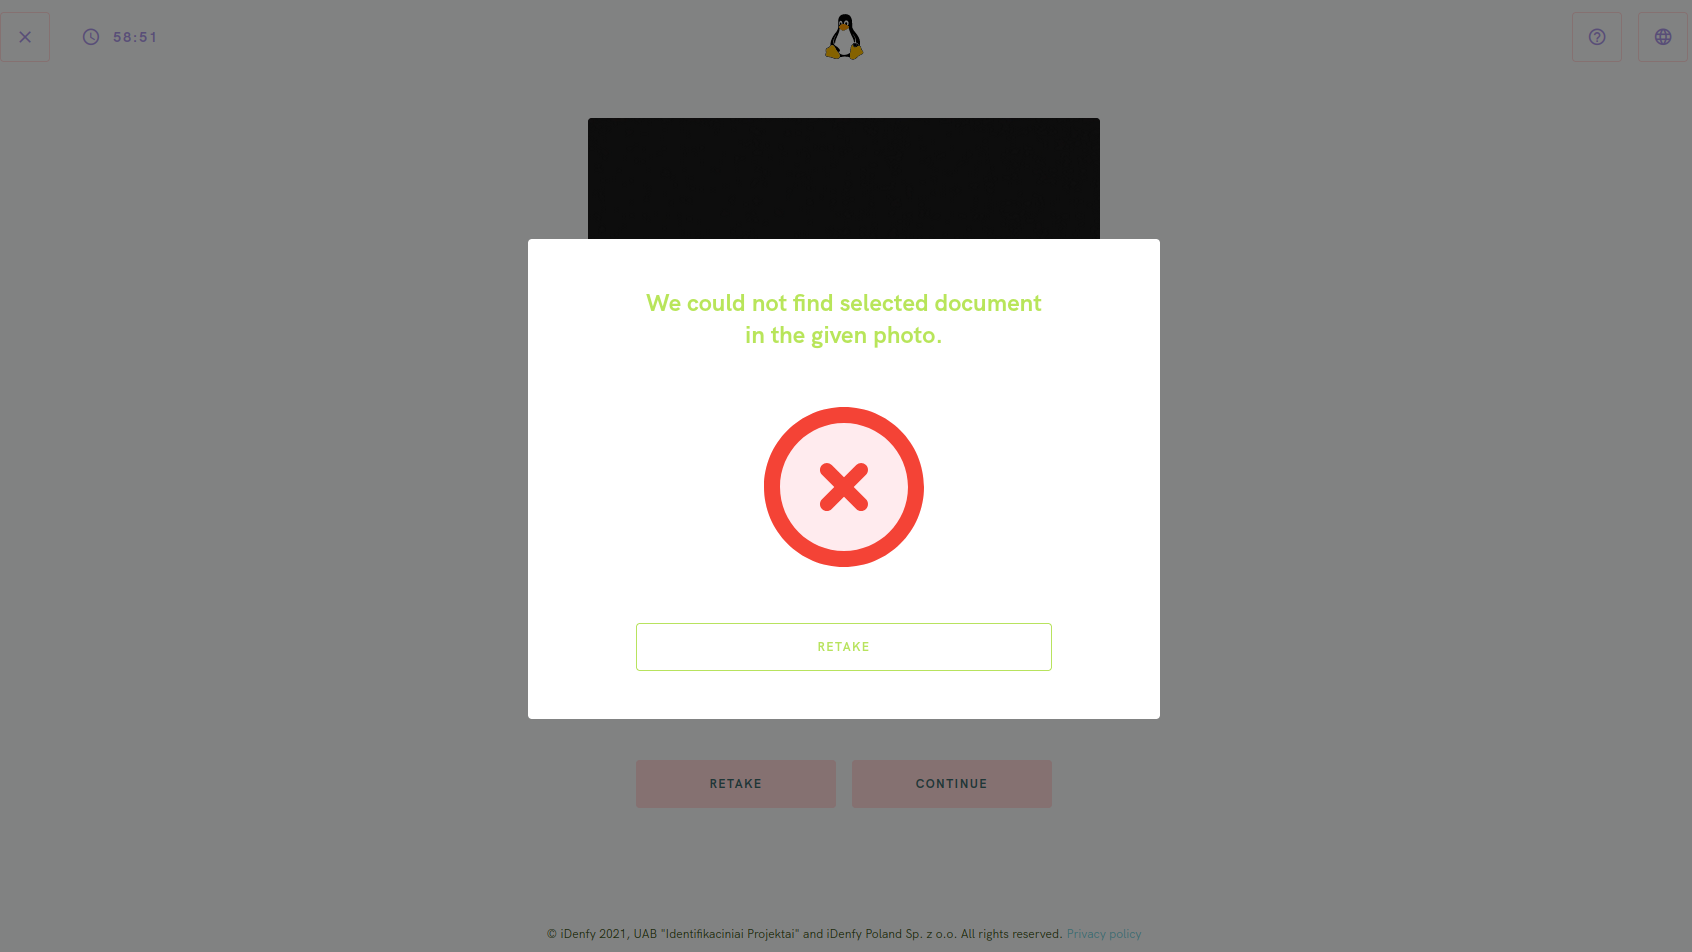 58:51
We could not find selected document
in the given photo.
RETAKE
RETAKE CONTINUE
© iDenfy 2021, UAB "Identifikaciniai Projektai" and iDenfy Poland Sp. z o.o. All rights reserved. Privacy policy